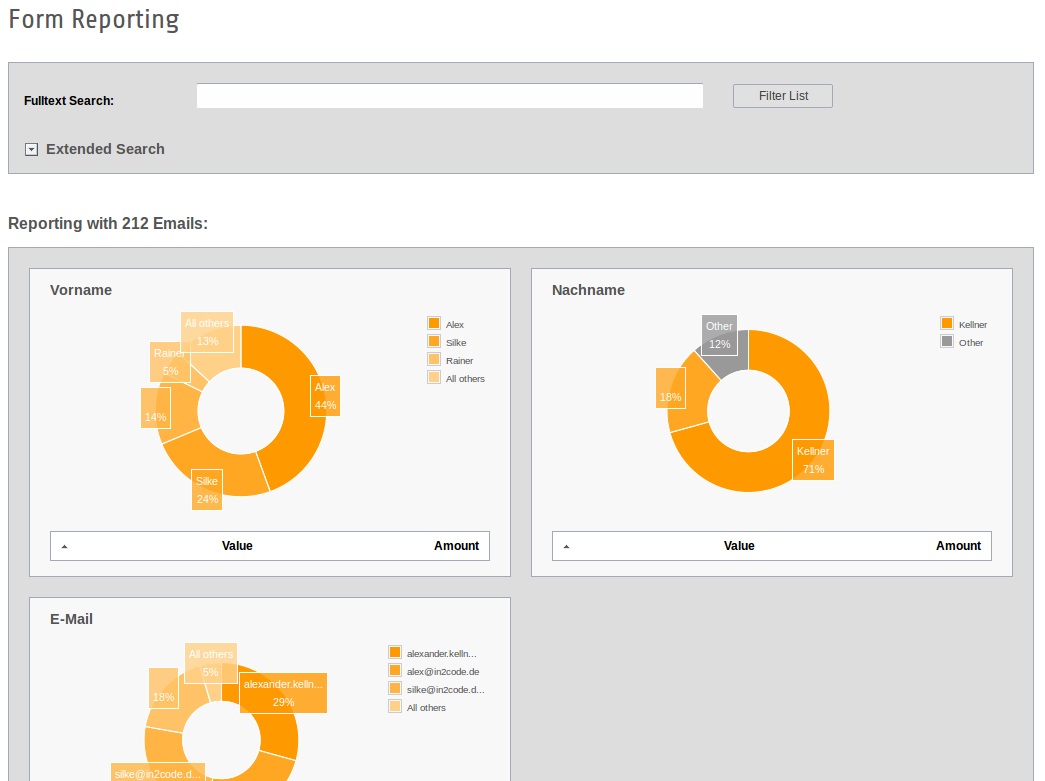 Form Reporting
Fulltext Search:
Filter List
Extended Search
Reporting with 212 Emails:
Vorname
All others
13%
Rainer
5%
14%
Silke
24%
Alex
44%
Alex
Silke
Rainer
All others
Value Amount
Nachname
Other
12%
18%
Kellner
71%
Kellner
Other
Value Amount
E-Mail
All others
5%
18%
alexander.kelln...
29%
silke@in2code.d...
alexander.kelln...
alex@in2code.de
silke@in2code.d...
All others